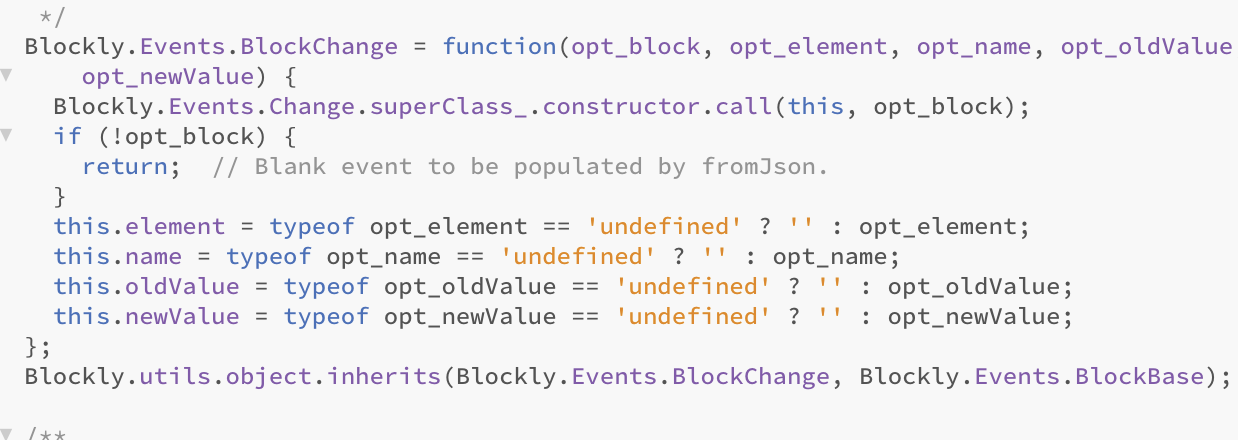 */
Blockly.Events.BlockChange = function(opt_block, opt_element, opt_name, opt_oldValue
opt_newValue) {
Blockly.Events.Change.superClass_.constructor.call(this, opt_block);
if (!opt_block) {
return;  // Blank event to be populated by fromJson.
}
this.element = typeof opt_element == 'undefined' ? '' : opt_element;
this.name = typeof opt_name == 'undefined' ? '' : opt_name;
this.oldValue = typeof opt_oldValue == 'undefined' ? '' : opt_oldValue;
this.newValue = typeof opt_newValue == 'undefined' ? '' : opt_newValue;
};
Blockly.utils.object.inherits(Blockly.Events.BlockChange, Blockly.Events.BlockBase);
/**